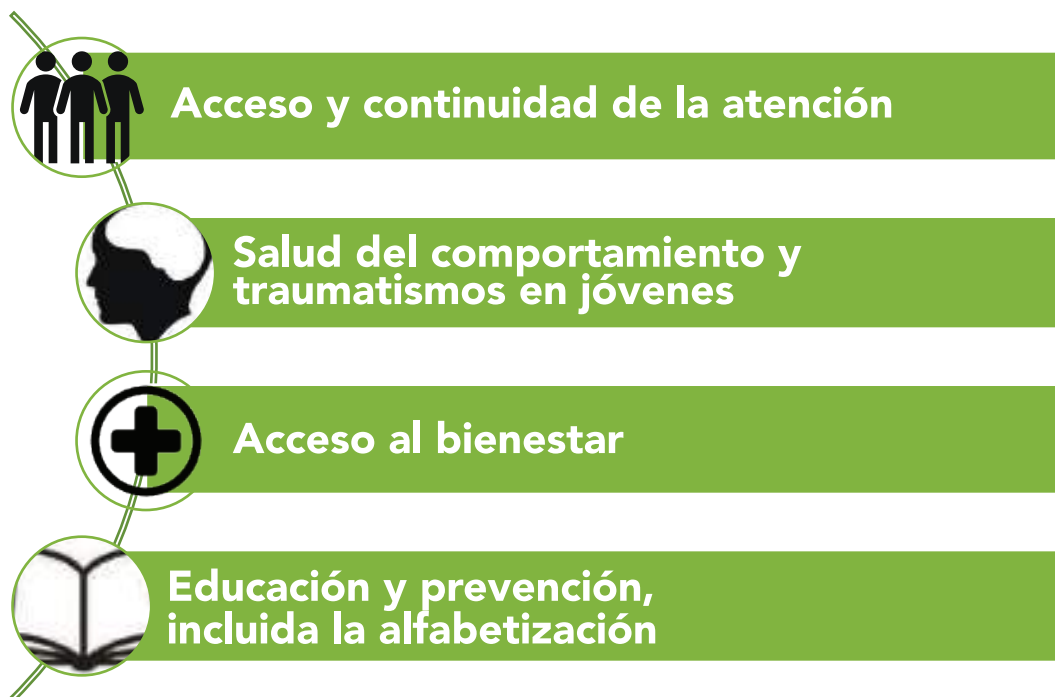 Acceso y continuidad de la atención
Salud del comportamiento y
traumatismos en jóvenes
Acceso al bienestar
Educación y prevención,
incluida la alfabetización